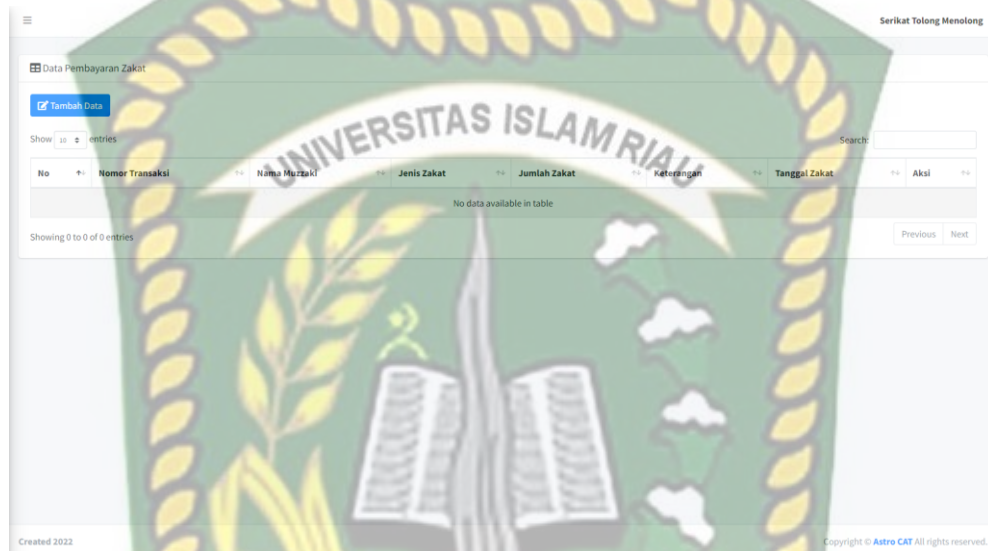 Serikat Tolong Menolong
Data Pembayaran Zakat
Tambah Data
UNIVERSITAS ISLAM RIAU
Show 10 entries
Search:
No Nomor Transaksi Nama Muzzaki Jenis Zakat Jumlah Zakat Keterangan Tanggal Zakat Aksi
No data available in table
Showing 0 to 0 of 0 entries
Previous Next
Created 2022
Copyright © Astro CAT All rights reserved.